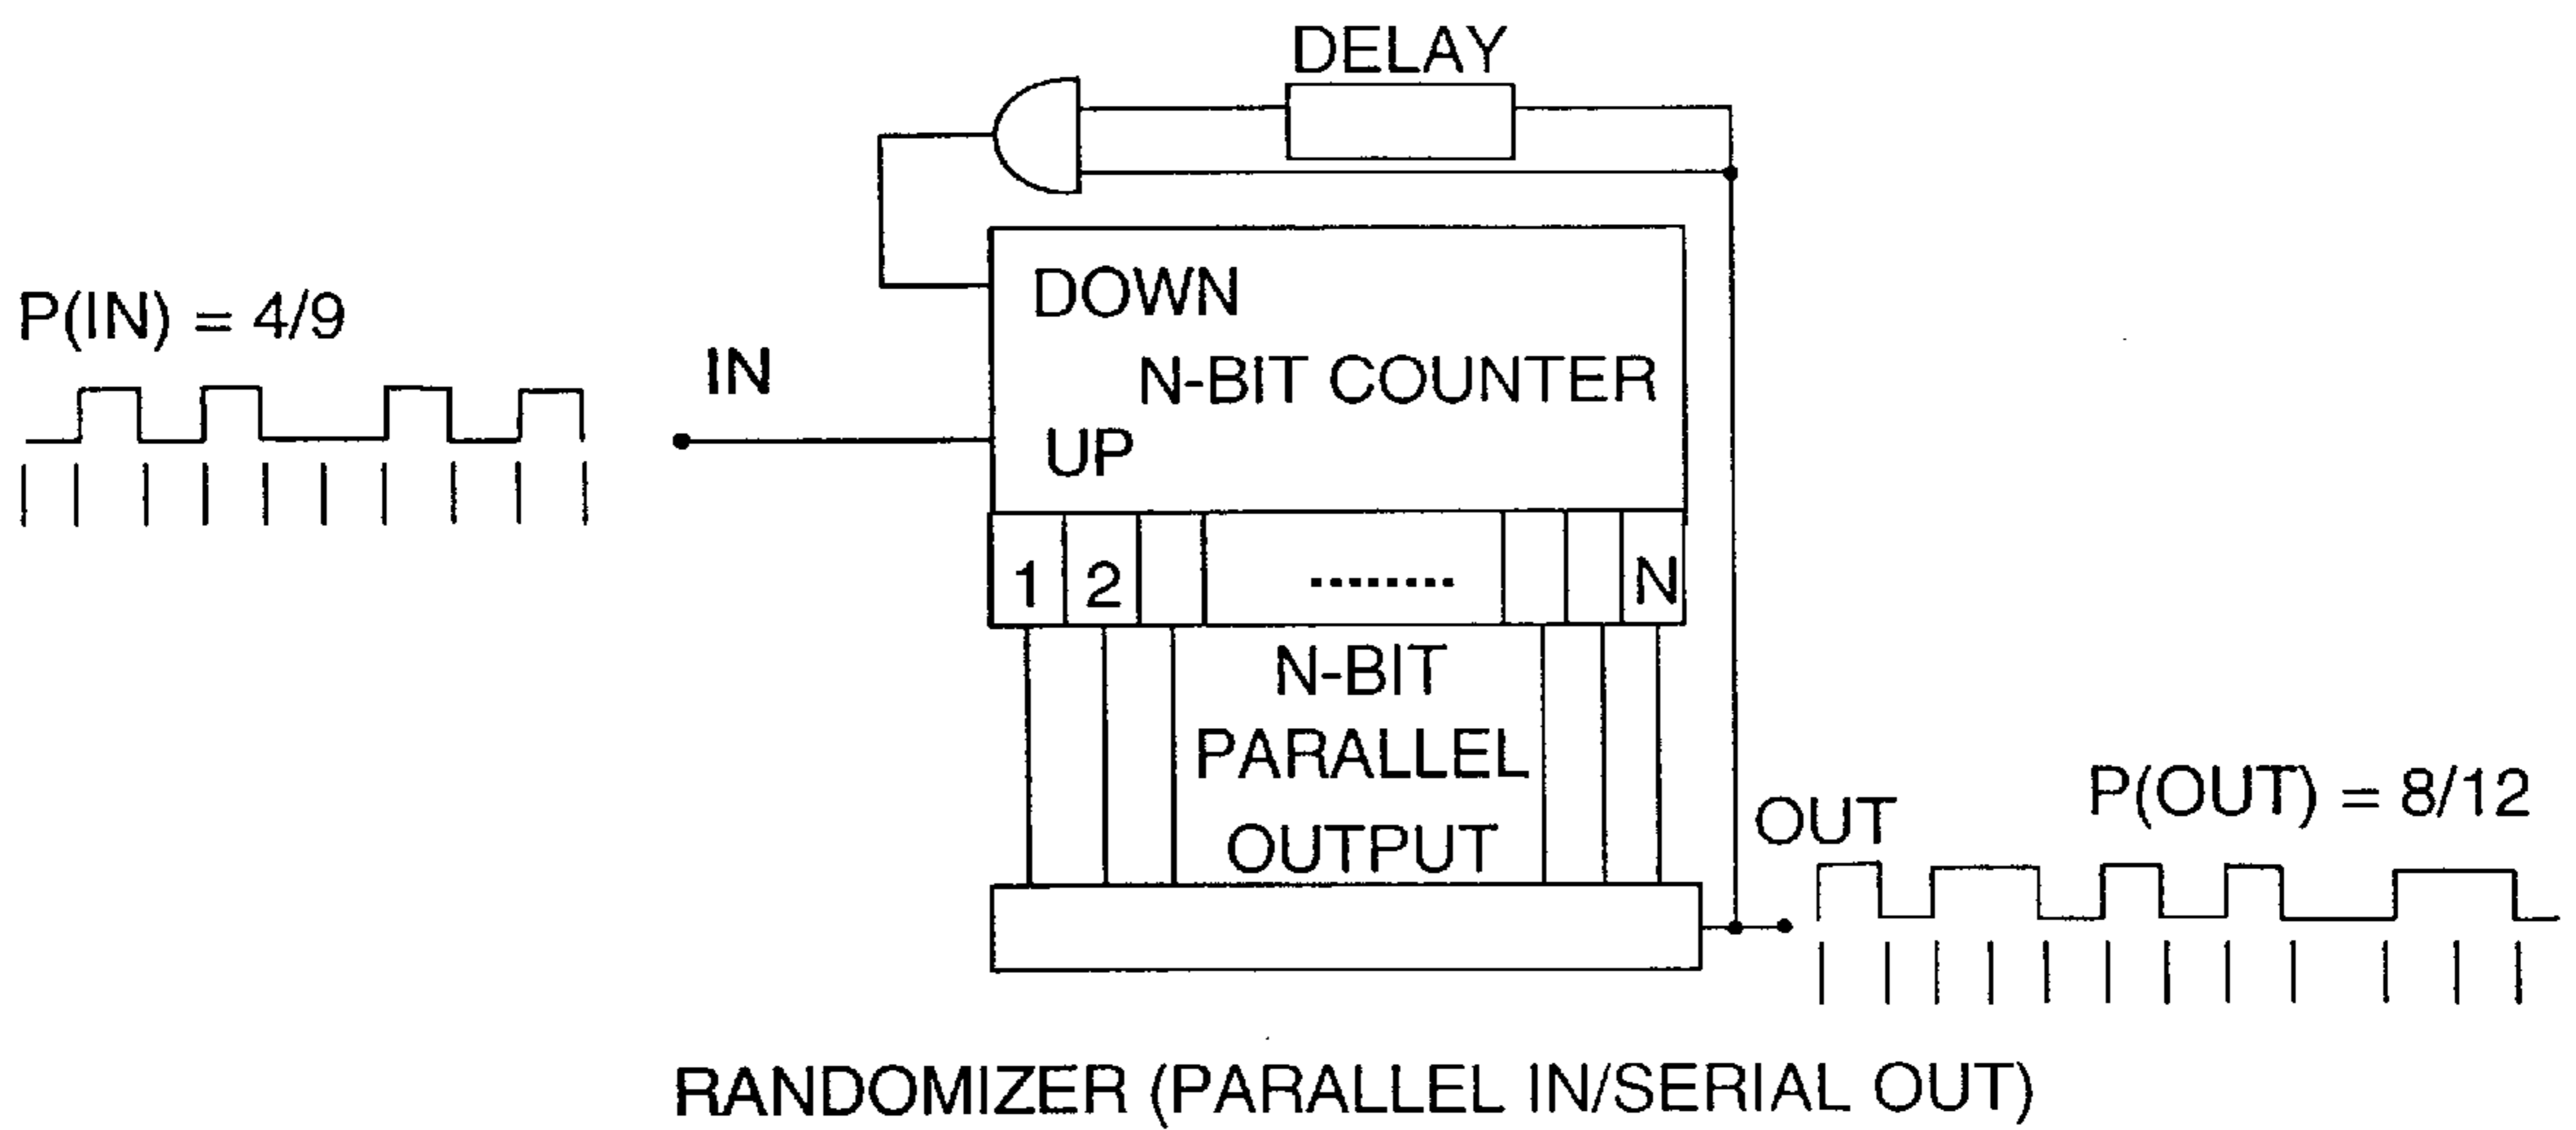 DELAY
P(IN) = 4/9
IN
DOWN
N-BIT COUNTER
UP
1 2 ........ N
N-BIT
PARALLEL
OUTPUT
OUT
P(OUT) = 8/12
RANDOMIZER (PARALLEL IN/SERIAL OUT)